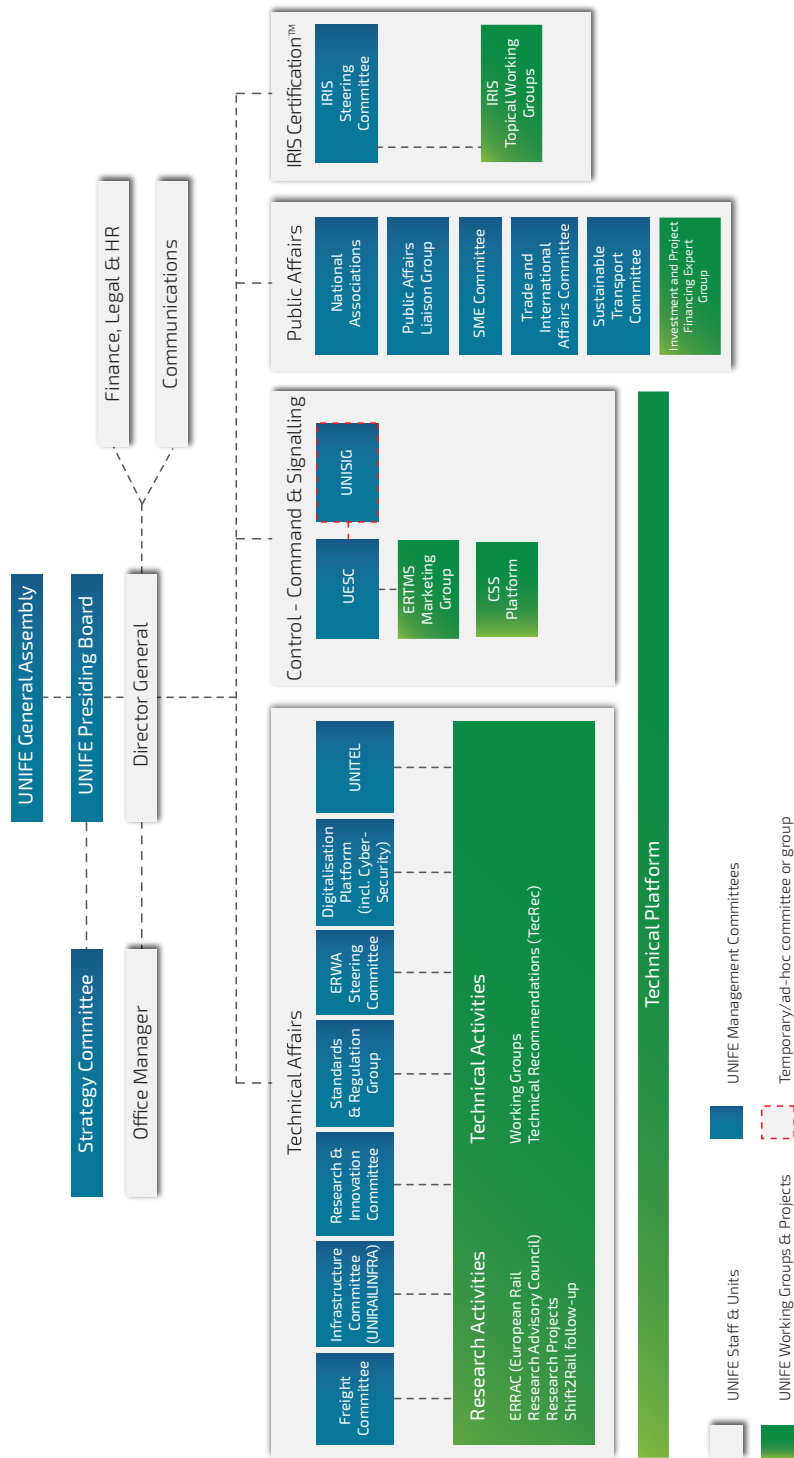 UNIFE General Assembly
Strategy Committee
UNIFE Presiding Board
Office Manager
Director General
Finance, Legal & HR
Communications
Technical Affairs
Freight
Committee
Infrastructure
Committee
(UNIRAILINFRA)
Research &
Innovation
Committee
Standards
& Regulation
Group
ERWA
Steering
Committee
Digitalisation
Platform
(incl. Cyber-
Security)
UNITEL
Research Activities
ERRAC (European Rail
Research Advisory Council)
Research Projects
Shift2Rail follow-up
Technical Activities
Working Groups
Technical Recommendations (TecRec)
Control - Command & Signalling
UESC
UNISIG
ERTMS
Marketing
Group
CSS
Platform
Technical Platform
Public Affairs
National
Associations
Public Affairs
Liaison Group
SME Committee
Trade and
International
Affairs Committee
Sustainable
Transport
Committee
Investment and Project
Financing Expert
Group
IRIS Certification™
IRIS
Steering
Committee
IRIS
Topical Working
Groups
UNIFE Staff & Units
UNIFE Management Committees
UNIFE Working Groups & Projects
Temporary/ad-hoc committee or group